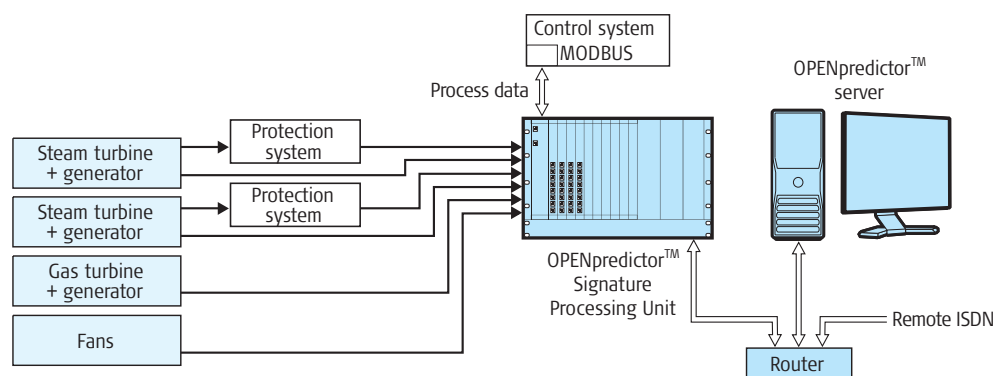 Control system
MODBUS
Process data
OPENpredictor™
server
Protection
system
Steam turbine
+ generator
Protection
system
Steam turbine
+ generator
Gas turbine
+ generator
Fans
OPENpredictor™
Signature
Processing Unit
Remote ISDN
Router